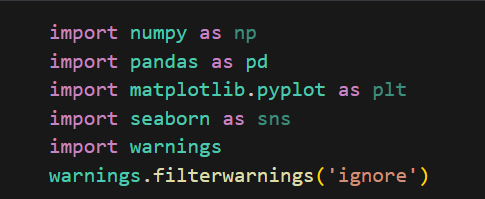 import numpy as np
import pandas as pd
import matplotlib.pyplot as plt
import seaborn as sns
import warnings
warnings.filterwarnings('ignore')